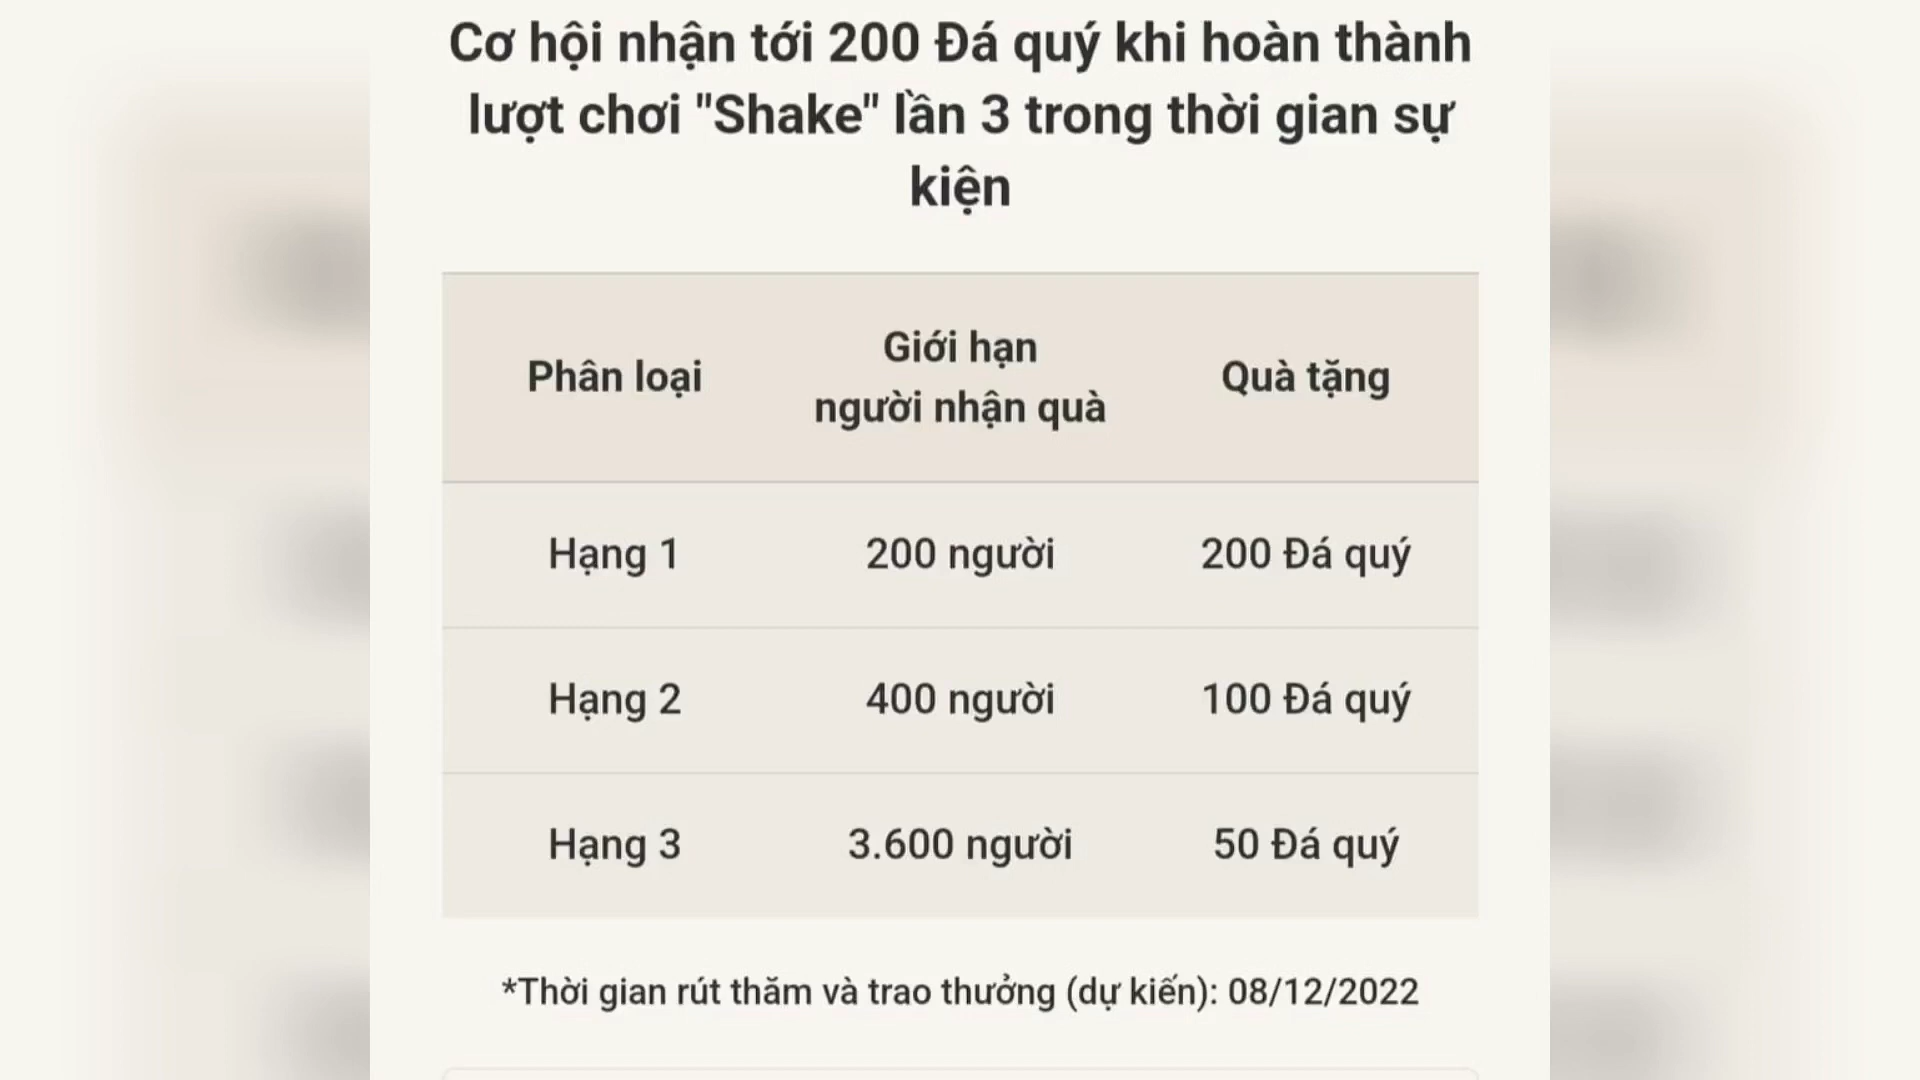 Cơ hội nhận tới 200 Đá quý khi hoàn thành
lượt chơi "Shake" lần 3 trong thời gian sự
kiện
Phân loại
Giới hạn
người nhận quà
Quà tặng
Hạng 1
200 người
200 Đá quý
Hạng 2
400 người
100 Đá quý
Hạng 3
3.600 người
50 Đá quý
*Thời gian rút thăm và trao thưởng (dự kiến): 08/12/2022